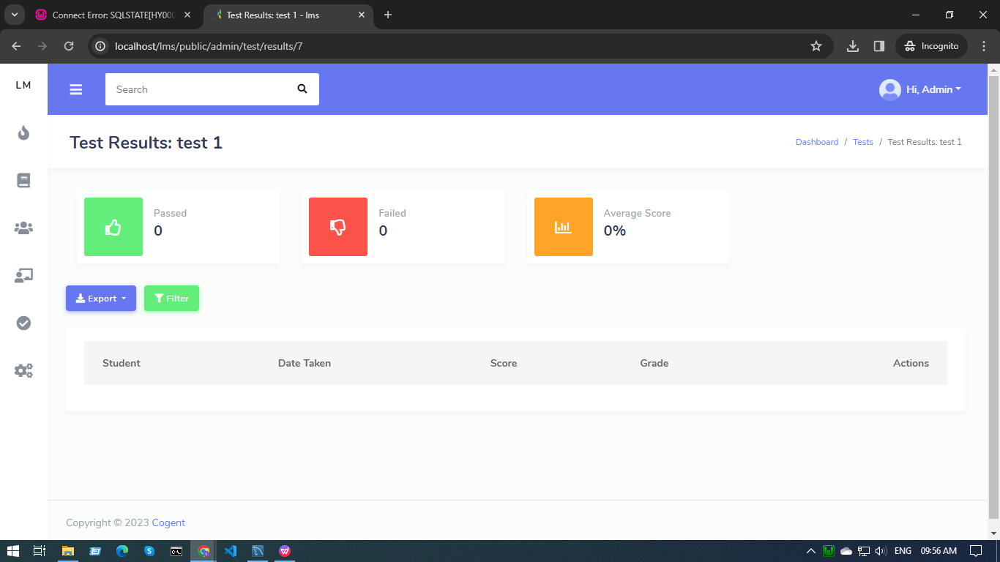 Connect Error: SQLSTATE[HY00
Test Results: test 1 - lms
localhost/lms/public/admin/test/results/7
Incognito
LM
Search
Hi, Admin
Test Results: test 1
Dashboard / Tests / Test Results: test 1
Passed
0
Failed
0
Average Score
0%
Export
Filter
Student Date Taken Score Grade Actions
Copyright © 2023 Cogent
ENG 09:56 AM